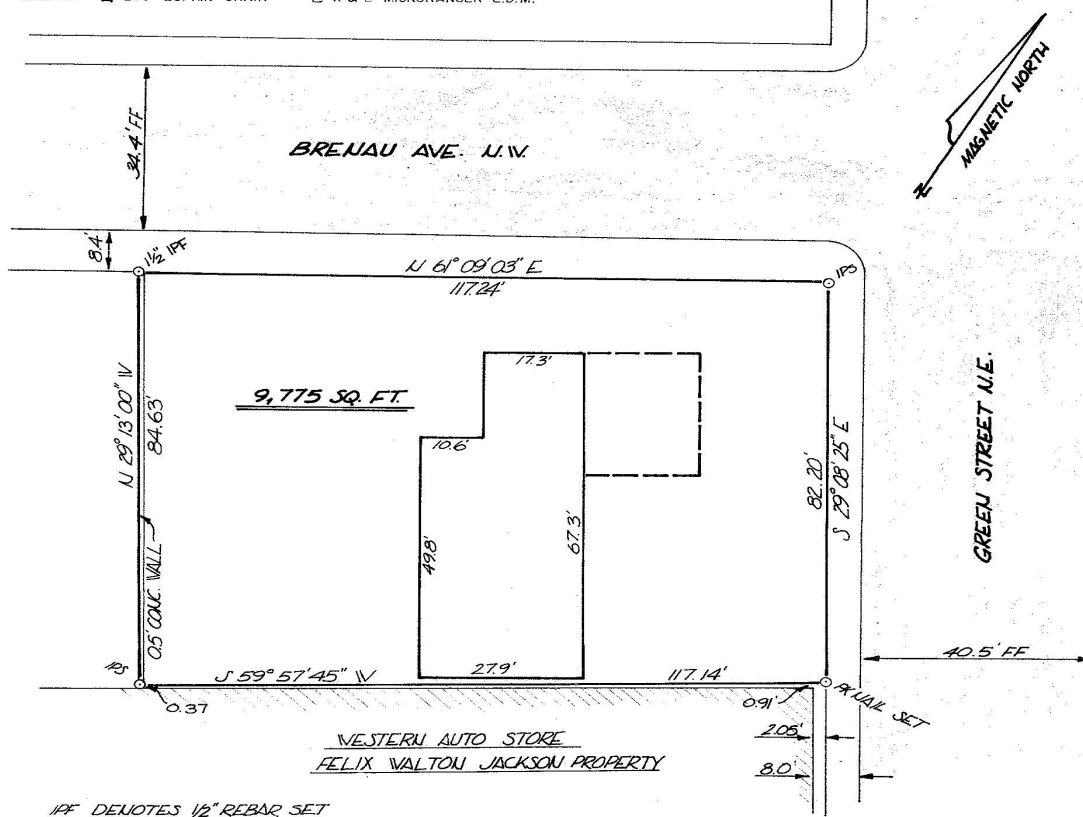 K & E MICRORANGER E.D.M.
34.4' FF
BRENAU AVE. N.W.
MAGNETIC NORTH
N
8.4'
1½" IPF
N 61° 09' 03" E
117.24'
IPS
17.3'
9,775 SQ. FT.
10.6'
N 29° 13' 00" W
84.63'
49.8'
67.3'
82.20'
S 29° 08' 25" E
GREEN STREET N.E.
0.5' CONC. WALL
IPS
S 59° 57' 45" W
27.9'
117.14'
40.5' FF
0.37
0.91'
PK NAIL SET
2.05'
8.0'
WESTERN AUTO STORE
FELIX WALTON JACKSON PROPERTY
IPF DENOTES 1/2" REBAR SET